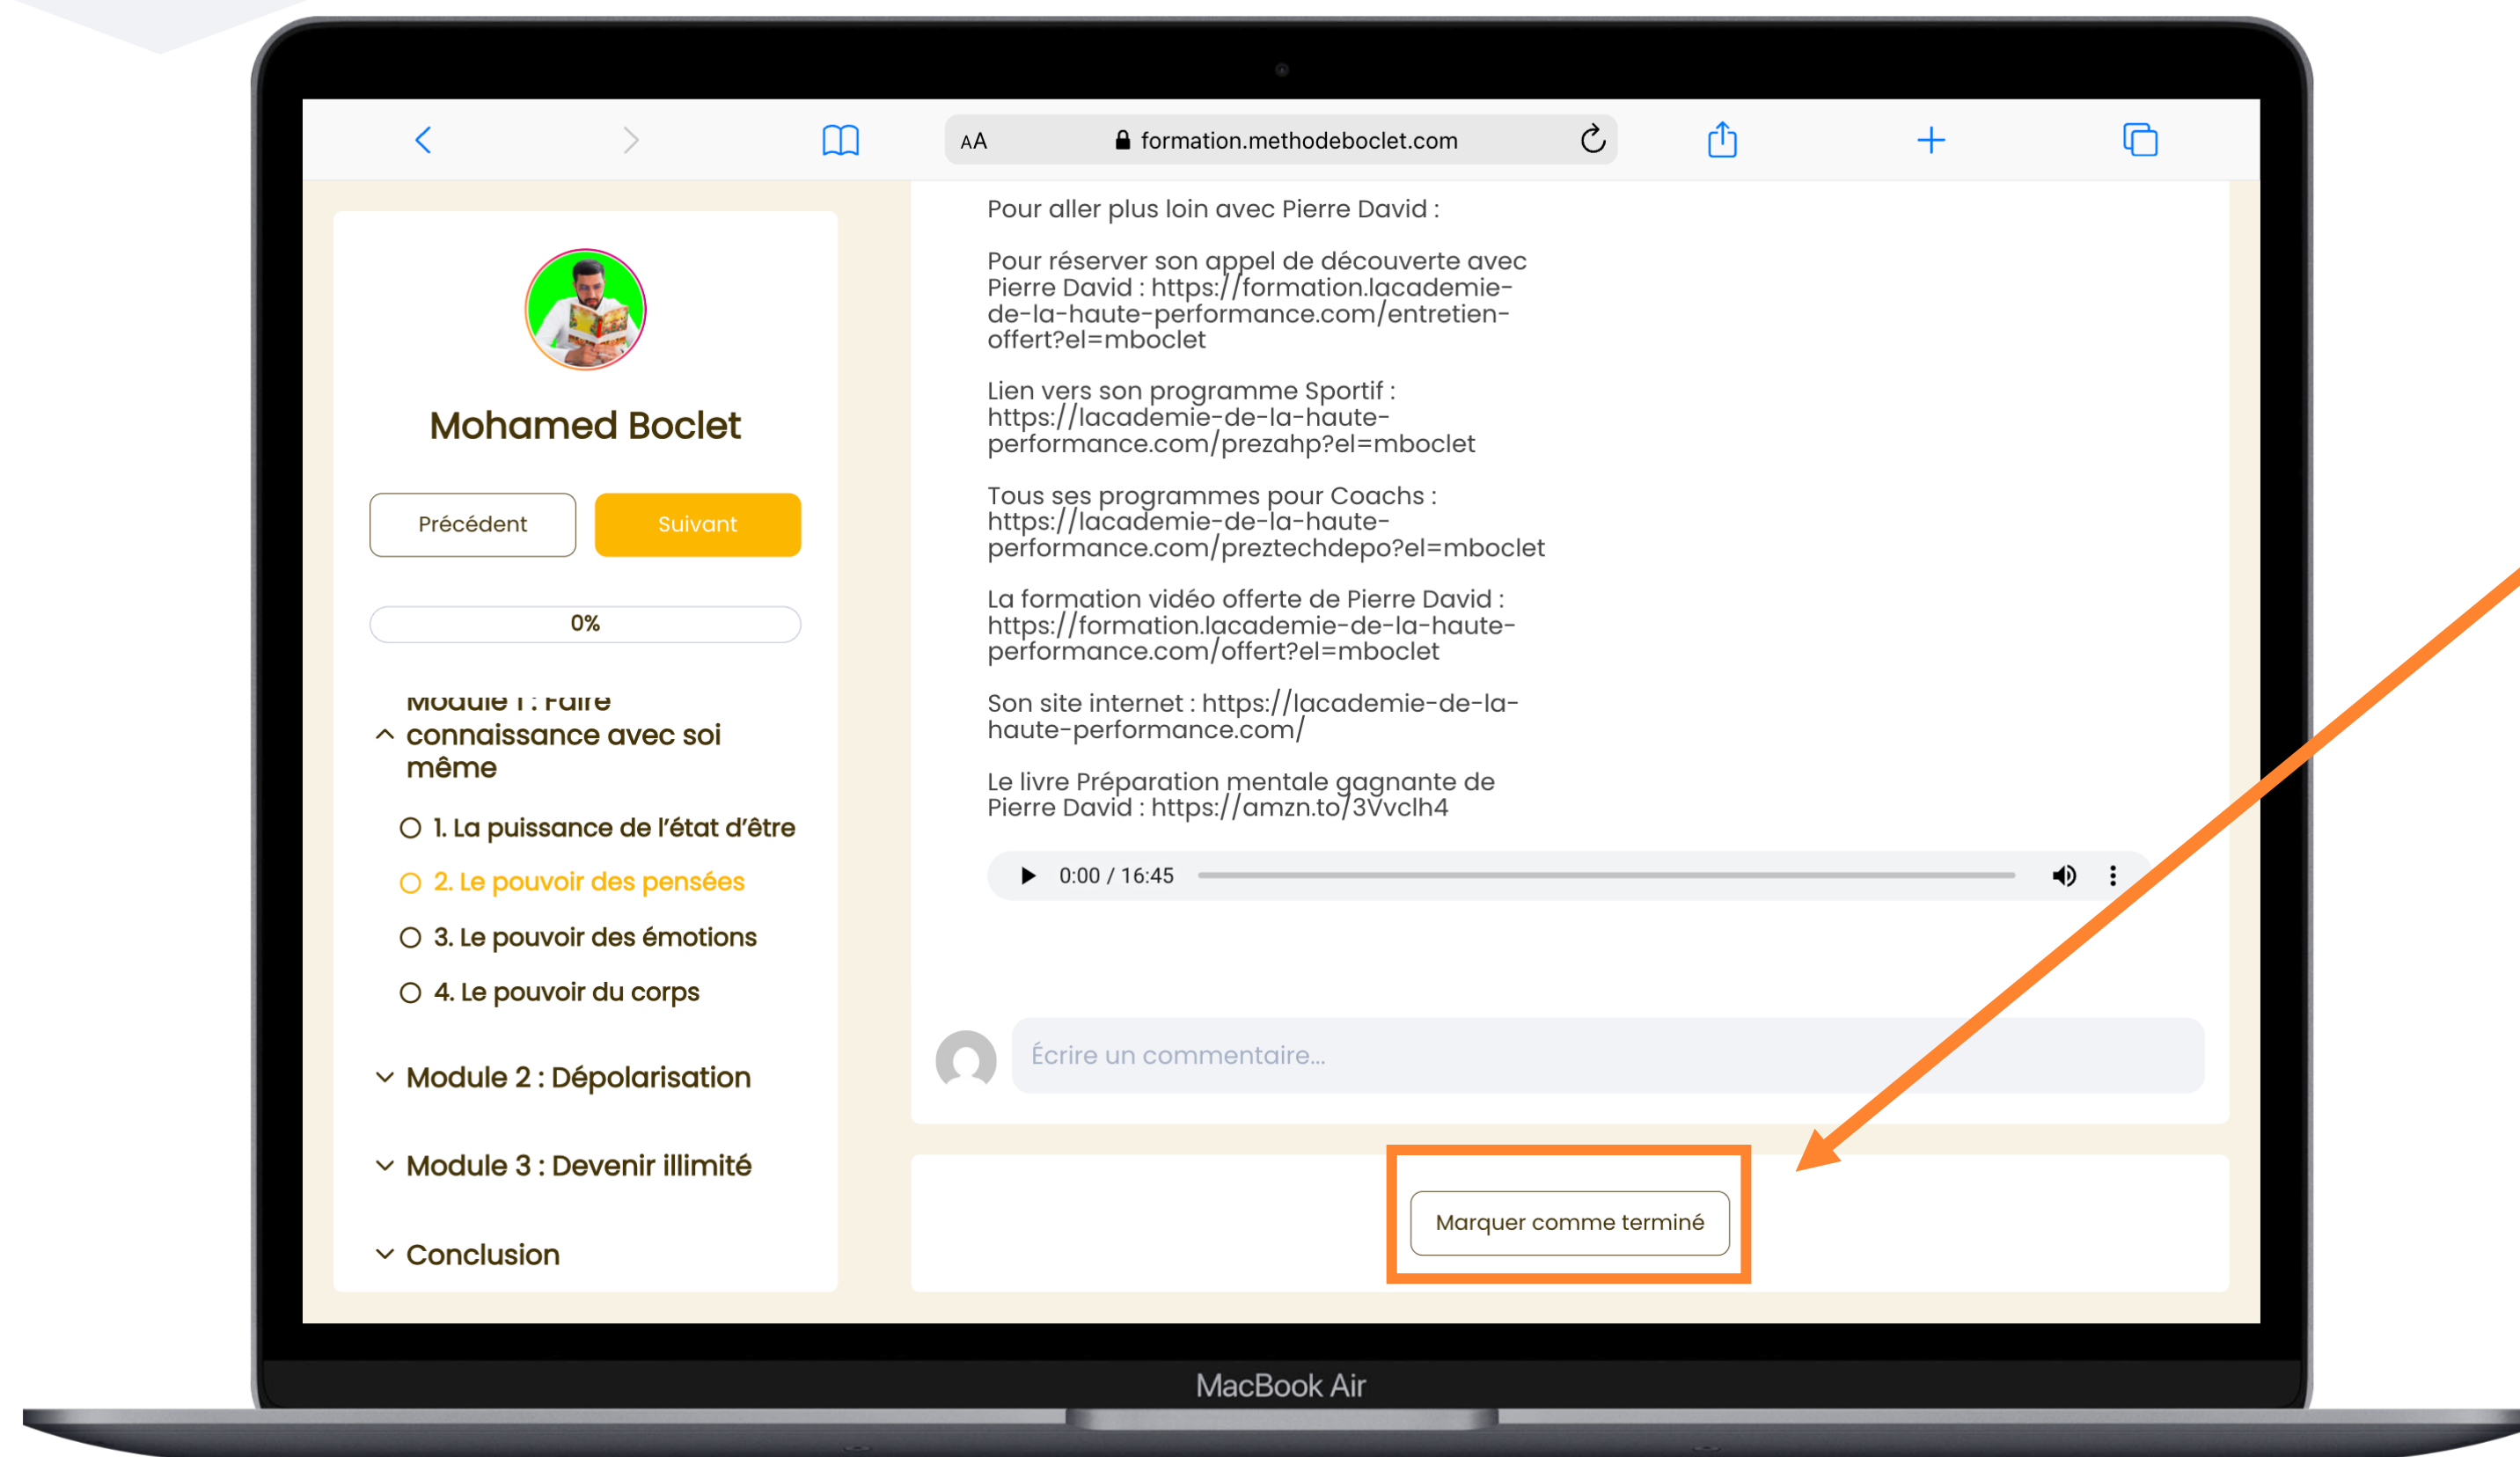 AA formation.methodeboclet.com
Mohamed Boclet
Précédent
Suivant
0%
Module 1 : Faire
connaissance avec soi
même
1. La puissance de l'état d'être
2. Le pouvoir des pensées
3. Le pouvoir des émotions
4. Le pouvoir du corps
Module 2 : Dépolarisation
Module 3 : Devenir illimité
Conclusion
Pour aller plus loin avec Pierre David :
Pour réserver son appel de découverte avec
Pierre David : https://formation.lacademie-
de-la-haute-performance.com/entretien-
offert?el=mboclet
Lien vers son programme Sportif :
https://lacademie-de-la-haute-
performance.com/prezahp?el=mboclet
Tous ses programmes pour Coachs :
https://lacademie-de-la-haute-
performance.com/preztechdepo?el=mboclet
La formation vidéo offerte de Pierre David :
https://formation.lacademie-de-la-haute-
performance.com/offert?el=mboclet
Son site internet : https://lacademie-de-la-
haute-performance.com/
Le livre Préparation mentale gagnante de
Pierre David : https://amzn.to/3Vvclh4
0:00 / 16:45
Écrire un commentaire...
Marquer comme terminé
MacBook Air